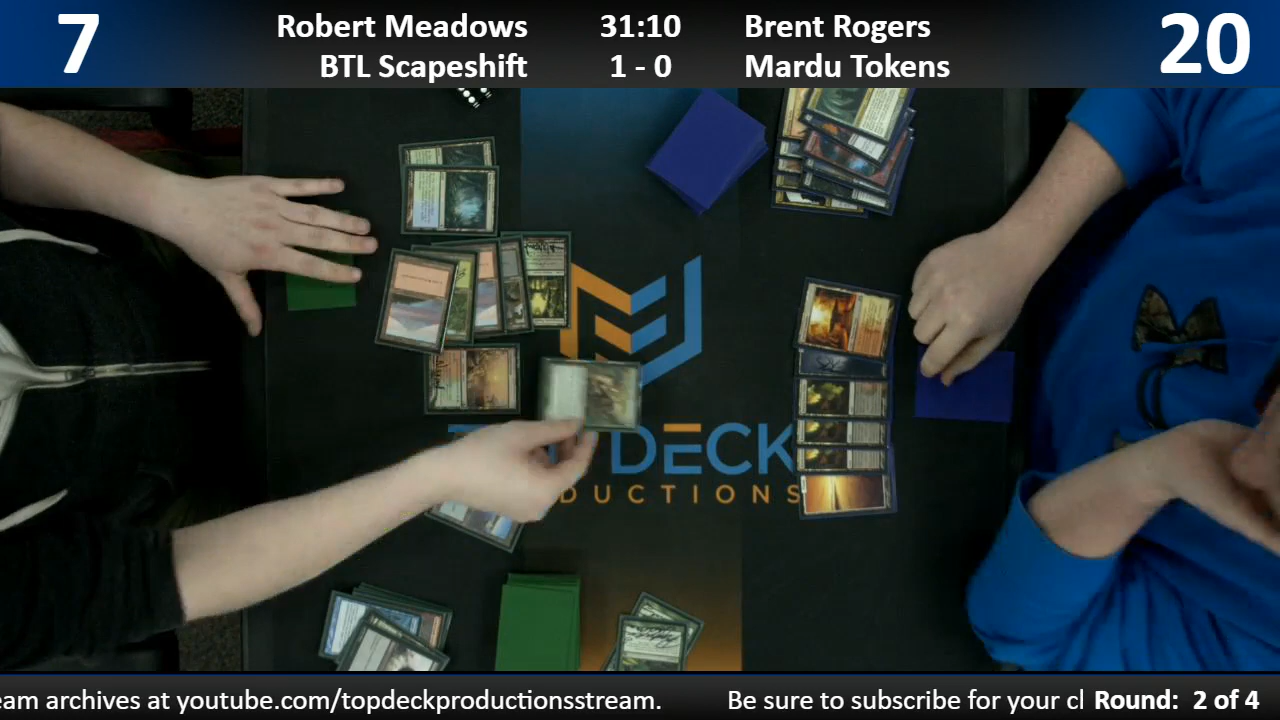 7
Robert Meadows 31:10 Brent Rogers
20
BTL Scapeshift 1 - 0 Mardu Tokens
DECK
DUCTIONS
eam archives at youtube.com/topdeckproductionsstream. Be sure to subscribe for your cl Round: 2 of 4